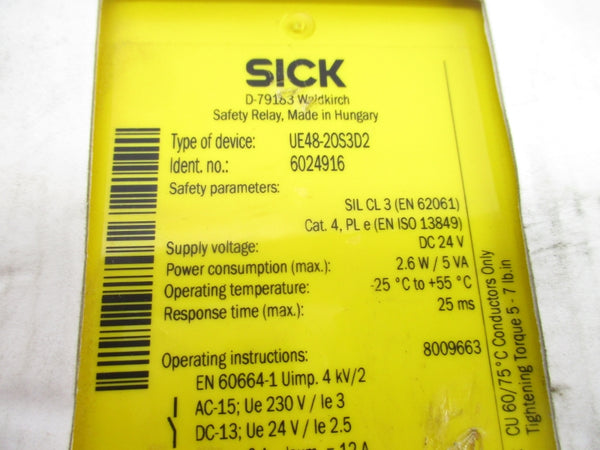 SICK
D-79183 Waldkirch
Safety Relay, Made in Hungary
Type of device: UE48-20S3D2
Ident. no.: 6024916
Safety parameters:
SIL CL 3 (EN 62061)
Cat. 4, PL e (EN ISO 13849)
Supply voltage: DC 24 V
Power consumption (max.): 2.6 W / 5 VA
Operating temperature: -25 °C to +55 °C
Response time (max.): 25 ms
Operating instructions: 8009663
EN 60664-1 Uimp. 4 kV/2
AC-15; Ue 230 V / Ie 3
DC-13; Ue 24 V / Ie 2.5
= 12 A
CU 60/75°C Conductors Only
Tightening Torque 5 - 7 lb.in